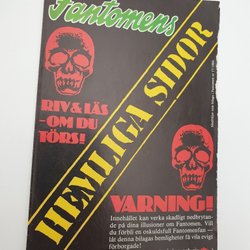 Fantomens
HEMLIGA SIDOR
RIV & LÄS
–OM DU
TÖRS!
VARNING!
Innehållet kan verka skadligt nedbrytan-
de på dina illusioner om Fantomen. Vill
du förbli en oskuldsfull Fantomenfan —
låt denna bilagas hemligheter få vila evigt
förborgade!